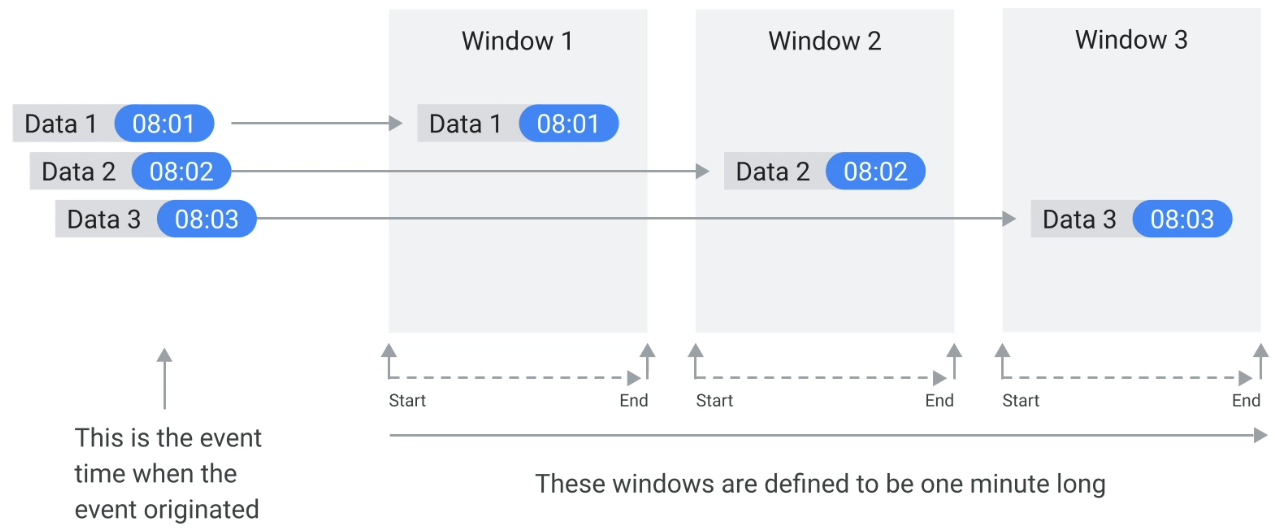 Window 1
Window 2
Window 3
Data 1 08:01
Data 1 08:01
Data 2 08:02
Data 2 08:02
Data 3 08:03
Data 3 08:03
Start
End
Start
End
Start
End
This is the event
time when the
event originated
These windows are defined to be one minute long